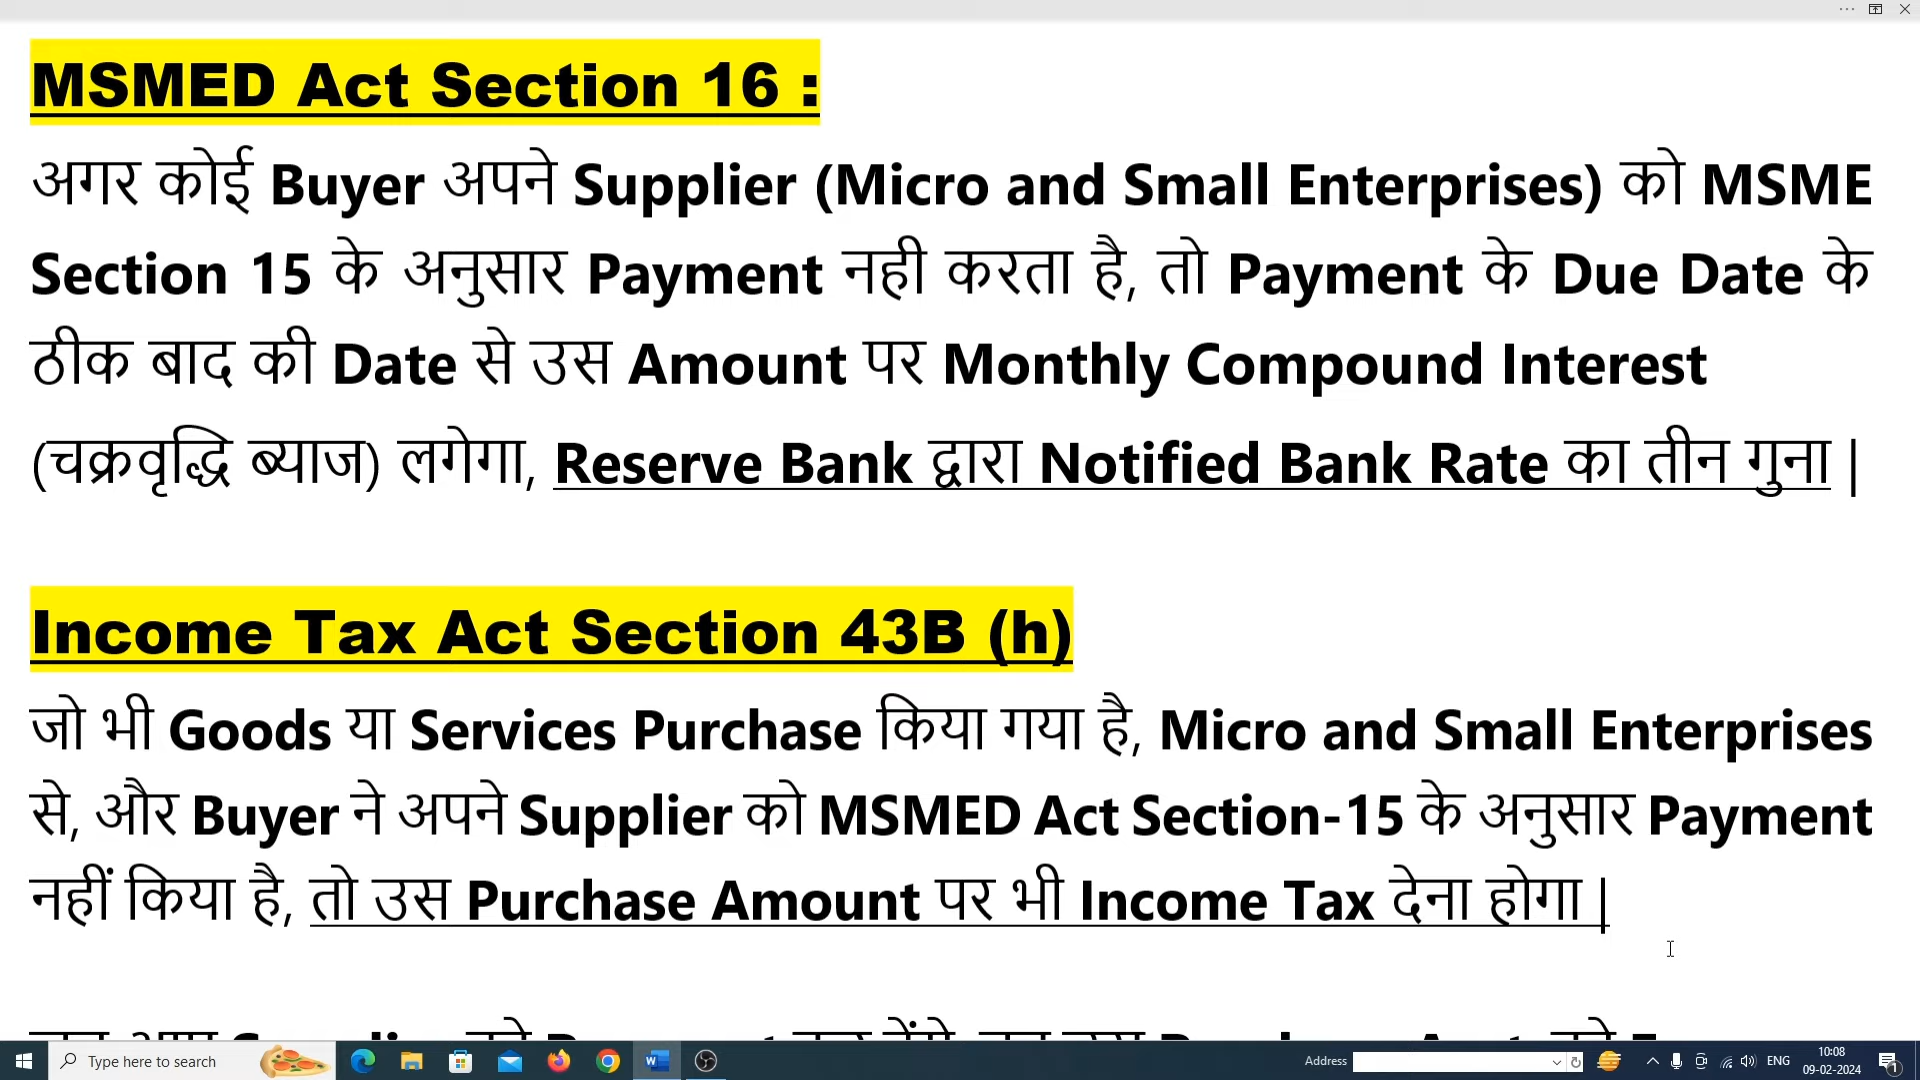 MSMED Act Section 16 :
अगर कोई Buyer अपने Supplier (Micro and Small Enterprises) को MSME
Section 15 के अनुसार Payment नही करता है, तो Payment के Due Date के
ठीक बाद की Date से उस Amount पर Monthly Compound Interest
(चक्रवृद्धि ब्याज) लगेगा, Reserve Bank द्वारा Notified Bank Rate का तीन गुना |
Income Tax Act Section 43B (h)
जो भी Goods या Services Purchase किया गया है, Micro and Small Enterprises
से, और Buyer ने अपने Supplier को MSMED Act Section-15 के अनुसार Payment
नहीं किया है, तो उस Purchase Amount पर भी Income Tax देना होगा |
Type here to search
Address
ENG
10:08
09-02-2024
1